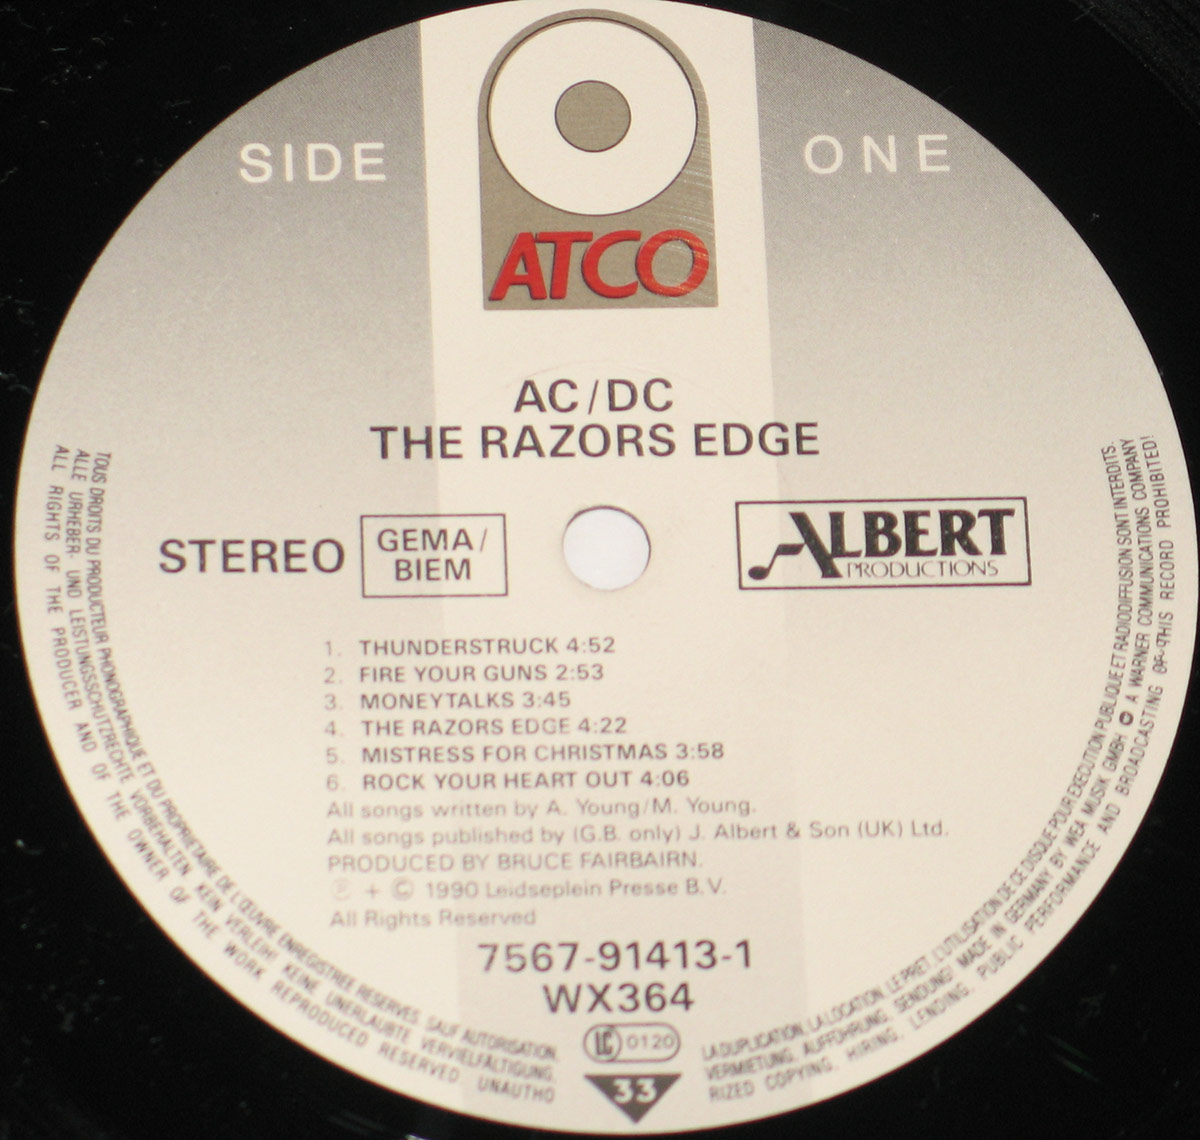 SIDE ONE
ATCO
AC/DC
THE RAZORS EDGE
STEREO
GEMA/
BIEM
ALBERT
PRODUCTIONS
1. THUNDERSTRUCK 4:52
2. FIRE YOUR GUNS 2:53
3. MONEYTALKS 3:45
4. THE RAZORS EDGE 4:22
5. MISTRESS FOR CHRISTMAS 3:58
6. ROCK YOUR HEART OUT 4:06
All songs written by A. Young/M. Young.
All songs published by (G.B. only) J. Albert & Son (UK) Ltd.
PRODUCED BY BRUCE FAIRBAIRN.
℗ + © 1990 Leidseplein Presse B.V.
All Rights Reserved
7567-91413-1
WX364
LC 0120
33
TOUS DROITS DU PRODUCTEUR PHONOGRAPHIQUE ET DU PROPRIETAIRE DE L'ŒUVRE ENREGISTREE RESERVES. SAUF AUTORISATION, LA DUPLICATION, LA LOCATION, LE PRET, L'UTILISATION DE CE DISQUE POUR EXECUTION PUBLIQUE ET RADIODIFFUSION SONT INTERDITS.
ALLE URHEBER- UND LEISTUNGSSCHUTZRECHTE VORBEHALTEN. KEIN VERLEIH! KEINE UNERLAUBTE VERVIELFÄLTIGUNG, VERMIETUNG, AUFFÜHRUNG, SENDUNG! MADE IN GERMANY BY WEA MUSIK GMBH A WARNER COMMUNICATIONS COMPANY
ALL RIGHTS OF THE PRODUCER AND OF THE OWNER OF THE WORK REPRODUCED RESERVED. UNAUTHORIZED COPYING, HIRING, LENDING, PUBLIC PERFORMANCE AND BROADCASTING OF THIS RECORD PROHIBITED!